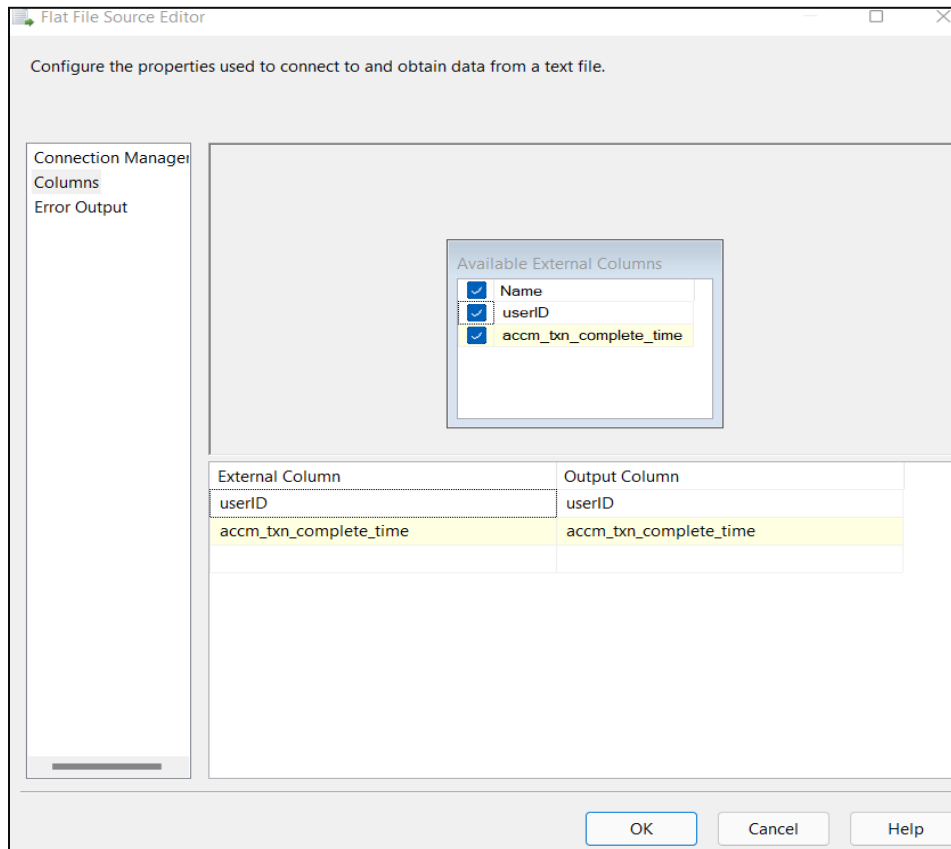 Flat File Source Editor
Configure the properties used to connect to and obtain data from a text file.
Connection Manager
Columns
Error Output
Available External Columns
Name
userID
accm_txn_complete_time
External Column Output Column
userID userID
accm_txn_complete_time accm_txn_complete_time
OK Cancel Help